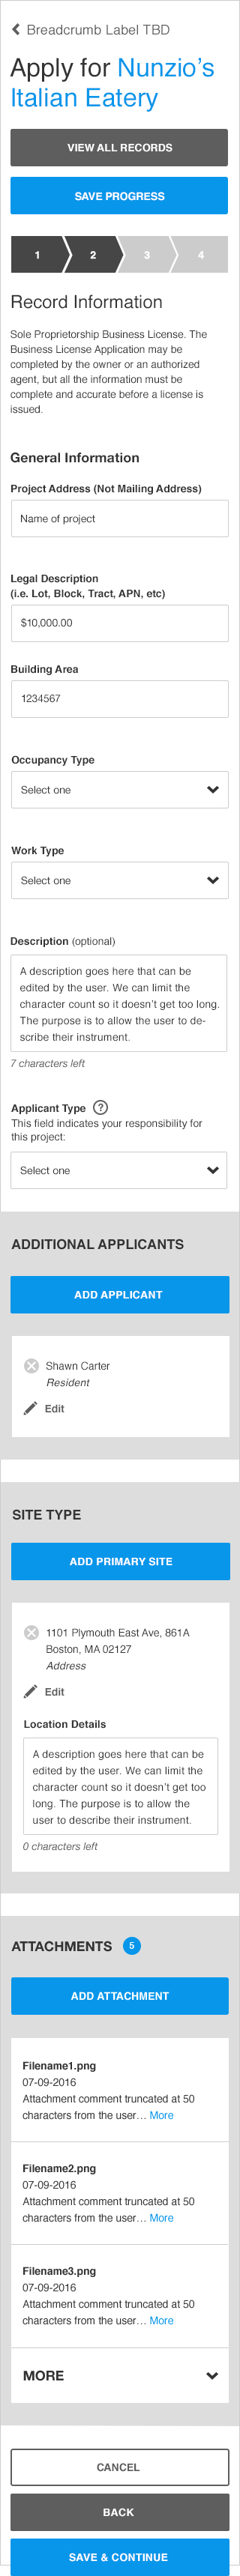 Breadcrumb Label TBD
Apply for Nunzio’s
Italian Eatery
VIEW ALL RECORDS
SAVE PROGRESS
1 2 3 4
Record Information
Sole Proprietorship Business License. The
Business License Application may be
completed by the owner or an authorized
agent, but all the information must be
complete and accurate before a license is
issued.
General Information
Project Address (Not Mailing Address)
Name of project
Legal Description
(i.e. Lot, Block, Tract, APN, etc)
$10,000.00
Building Area
1234567
Occupancy Type
Select one
Work Type
Select one
Description (optional)
A description goes here that can be
edited by the user. We can limit the
character count so it doesn’t get too long.
The purpose is to allow the user to de-
scribe their instrument.
7 characters left
Applicant Type ?
This field indicates your responsibility for
this project:
Select one
ADDITIONAL APPLICANTS
ADD APPLICANT
Shawn Carter
Resident
Edit
SITE TYPE
ADD PRIMARY SITE
1101 Plymouth East Ave, 861A
Boston, MA 02127
Address
Edit
Location Details
A description goes here that can be
edited by the user. We can limit the
character count so it doesn’t get too
long. The purpose is to allow the
user to describe their instrument.
0 characters left
ATTACHMENTS 5
ADD ATTACHMENT
Filename1.png
07-09-2016
Attachment comment truncated at 50
characters from the user… More
Filename2.png
07-09-2016
Attachment comment truncated at 50
characters from the user… More
Filename3.png
07-09-2016
Attachment comment truncated at 50
characters from the user… More
MORE
CANCEL
BACK
SAVE & CONTINUE